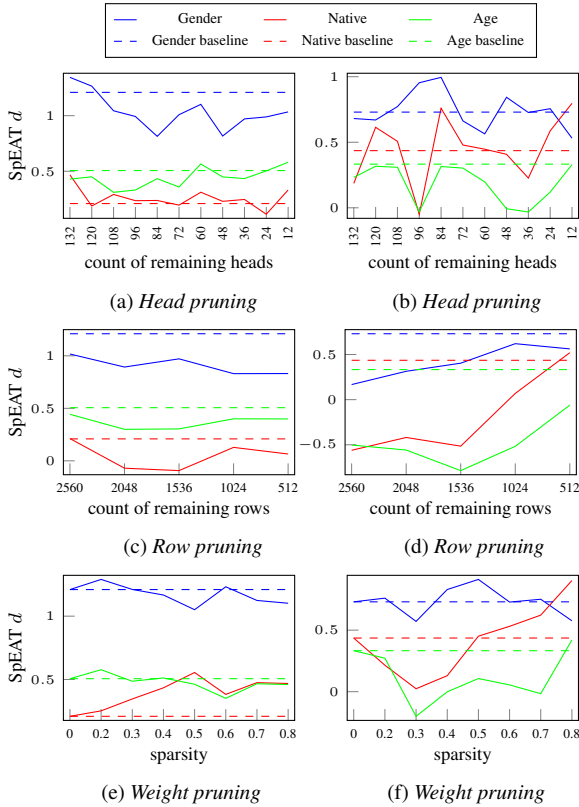 Gender Native Age
Gender baseline Native baseline Age baseline
SpEAT d
1
0.5
132 120 108 96 84 72 60 48 36 24 12
count of remaining heads
(a) Head pruning
1
0.5
0
132 120 108 96 84 72 60 48 36 24 12
count of remaining heads
(b) Head pruning
SpEAT d
1
0.5
0
2560 2048 1536 1024 512
count of remaining rows
(c) Row pruning
0.5
0
−0.5
2560 2048 1536 1024 512
count of remaining rows
(d) Row pruning
SpEAT d
1
0.5
0 0.2 0.3 0.4 0.5 0.6 0.7 0.8
sparsity
(e) Weight pruning
0.5
0
0 0.2 0.3 0.4 0.5 0.6 0.7 0.8
sparsity
(f) Weight pruning